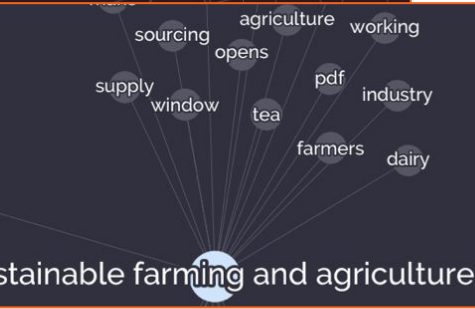 agriculture
working
sourcing
opens
pdf
supply
industry
window
tea
farmers
dairy
stainable farming and agriculture